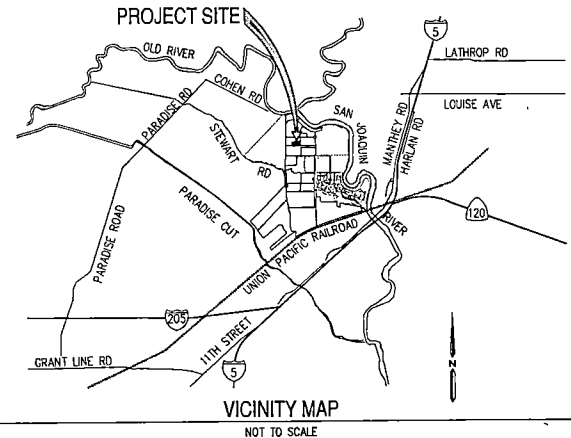 PROJECT SITE
5
LATHROP RD
OLD RIVER
COHEN RD
LOUISE AVE
PARADISE RD
SAN
JOAQUIN
RIVER
MANTHEY RD
HARLAN RD
STEWART
RD
PARADISE CUT
120
PARADISE ROAD
UNION PACIFIC RAILROAD
205
11TH STREET
GRANT LINE RD
5
N
VICINITY MAP
NOT TO SCALE